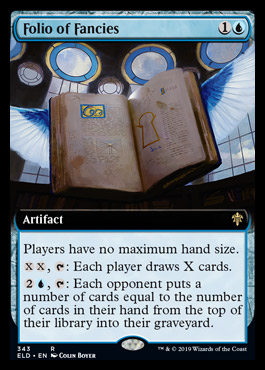 Folio of Fancies 1
Artifact
Players have no maximum hand size.
X X, : Each player draws X cards.
2 , : Each opponent puts a
number of cards equal to the number
of cards in their hand from the top of
their library into their graveyard.
343 R
ELD • EN Colin Boyer ™ & © 2019 Wizards of the Coast